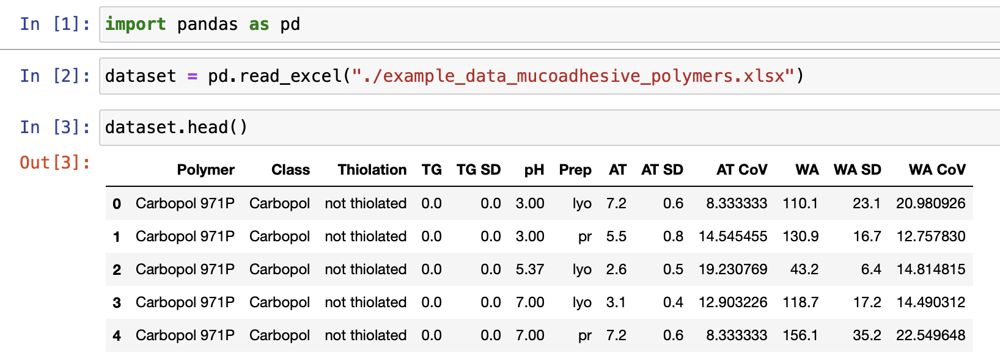 In [1]: import pandas as pd
In [2]: dataset = pd.read_excel("./example_data_mucoadhesive_polymers.xlsx")
In [3]: dataset.head()
Out[3]:
Polymer Class Thiolation TG TG SD pH Prep AT AT SD AT CoV WA WA SD WA CoV
0 Carbopol 971P Carbopol not thiolated 0.0 0.0 3.00 lyo 7.2 0.6 8.333333 110.1 23.1 20.980926
1 Carbopol 971P Carbopol not thiolated 0.0 0.0 3.00 pr 5.5 0.8 14.545455 130.9 16.7 12.757830
2 Carbopol 971P Carbopol not thiolated 0.0 0.0 5.37 lyo 2.6 0.5 19.230769 43.2 6.4 14.814815
3 Carbopol 971P Carbopol not thiolated 0.0 0.0 7.00 lyo 3.1 0.4 12.903226 118.7 17.2 14.490312
4 Carbopol 971P Carbopol not thiolated 0.0 0.0 7.00 pr 7.2 0.6 8.333333 156.1 35.2 22.549648